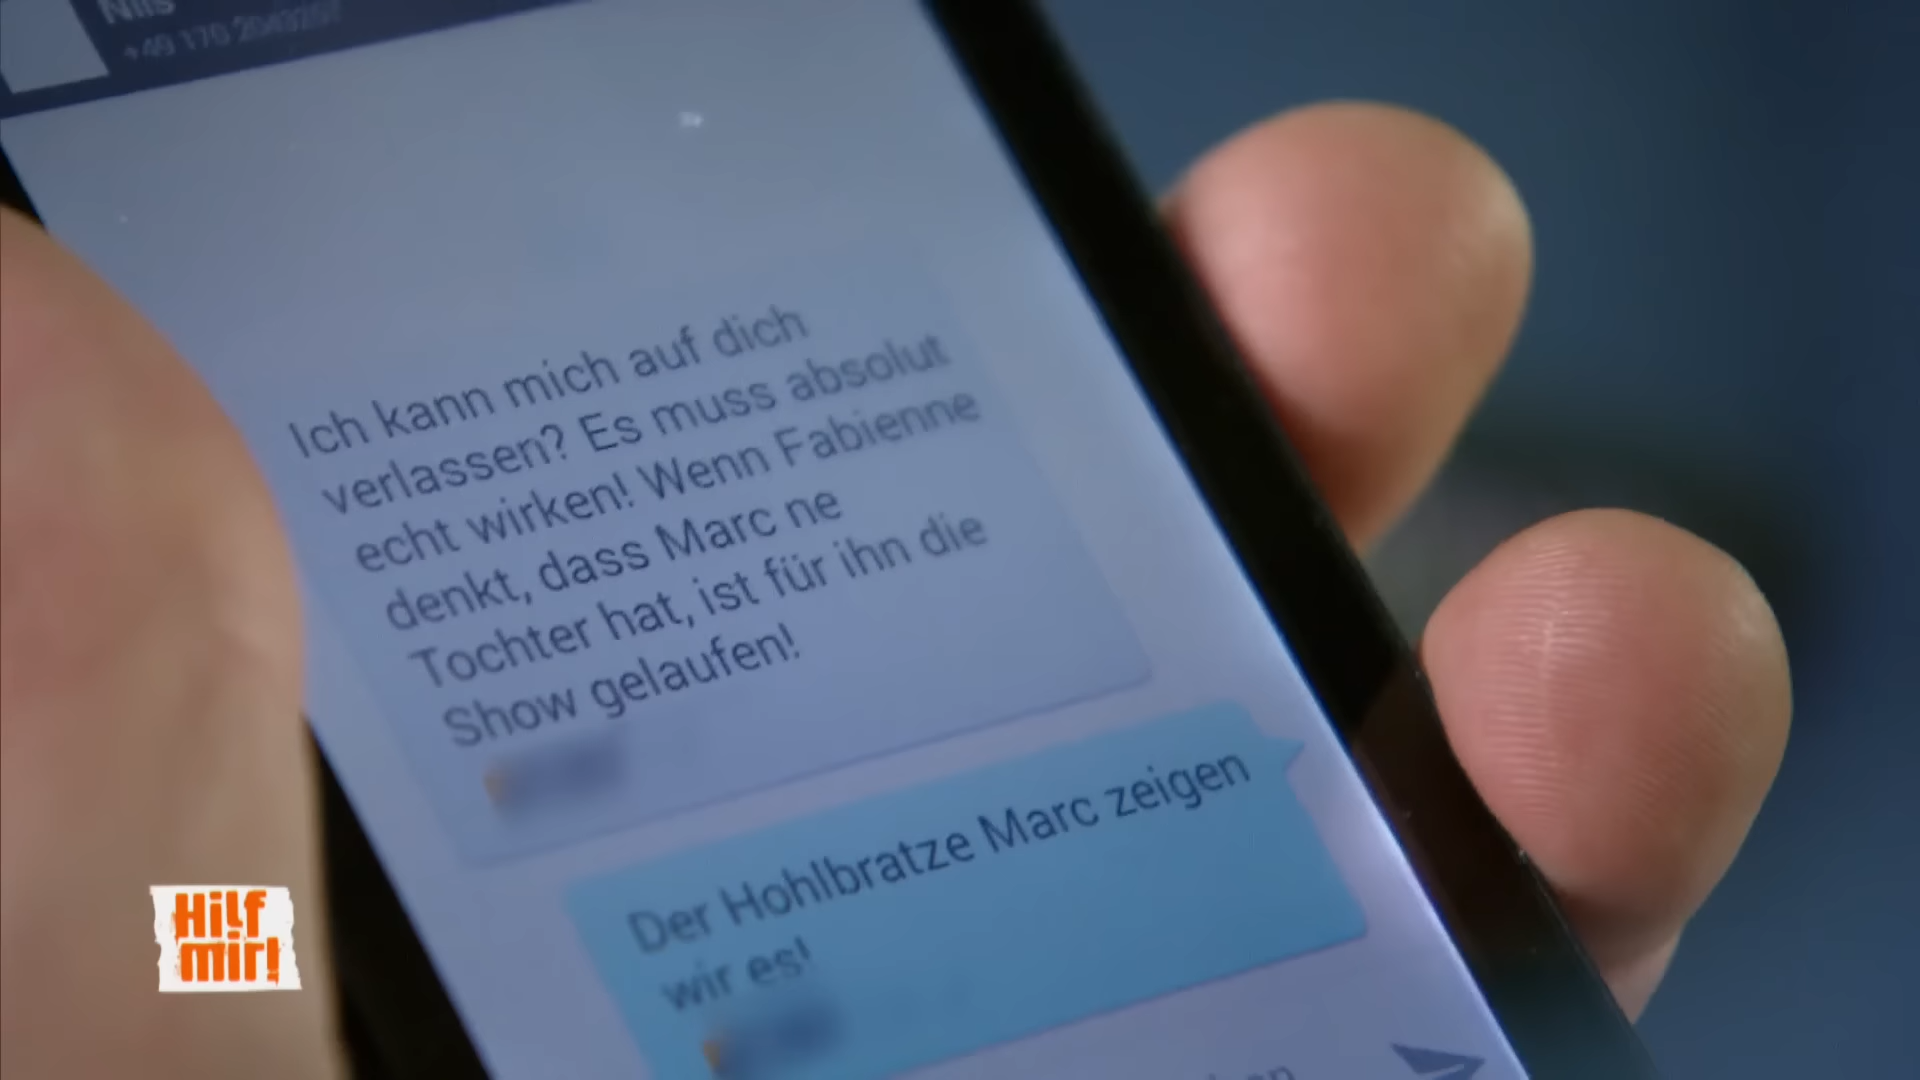 Nils
Ich kann mich auf dich
verlassen? Es muss absolut
echt wirken! Wenn Fabienne
denkt, dass Marc ne
Tochter hat, ist für ihn die
Show gelaufen!
Der Hohlbratze Marc zeigen
wir es!
Hilf
mir!